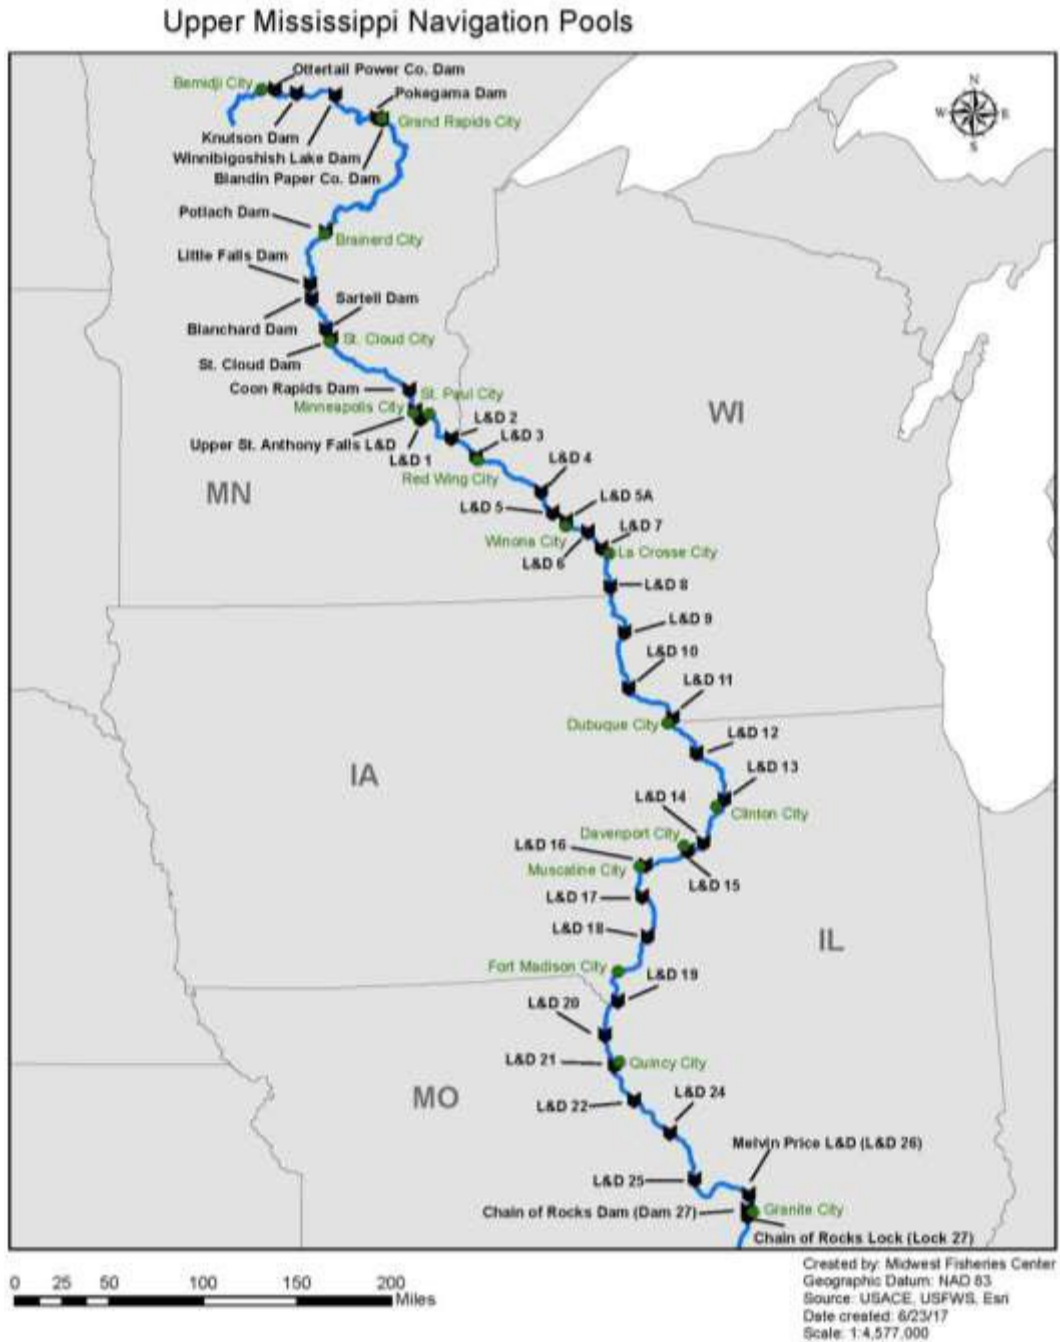 Upper Mississippi Navigation Pools
Ottertail Power Co. Dam
Bemidji City
Pokegama Dam
Grand Rapids City
Knutson Dam
Winnibigoshish Lake Dam
Blandin Paper Co. Dam
Potlach Dam
Brainerd City
Little Falls Dam
Sartell Dam
Blanchard Dam
St. Cloud City
St. Cloud Dam
Coon Rapids Dam
St. Paul City
Minneapolis City
L&D 2
Upper St. Anthony Falls L&D
L&D 3
L&D 1
Red Wing City
L&D 4
MN
WI
L&D 5
L&D 5A
L&D 7
Winona City
La Crosse City
L&D 6
L&D 8
L&D 9
L&D 10
L&D 11
Dubuque City
L&D 12
L&D 13
IA
L&D 14
Clinton City
Davenport City
L&D 16
Muscatine City
L&D 15
L&D 17
L&D 18
IL
Fort Madison City
L&D 19
L&D 20
L&D 21
Quincy City
MO
L&D 24
L&D 22
Melvin Price L&D (L&D 26)
L&D 25
Chain of Rocks Dam (Dam 27)
Granite City
Chain of Rocks Lock (Lock 27)
N
W E
S
0 25 50 100 150 200
Miles
Created by: Midwest Fisheries Center
Geographic Datum: NAD 83
Source: USACE, USFWS, Esri
Date created: 6/23/17
Scale: 1:4,577,000